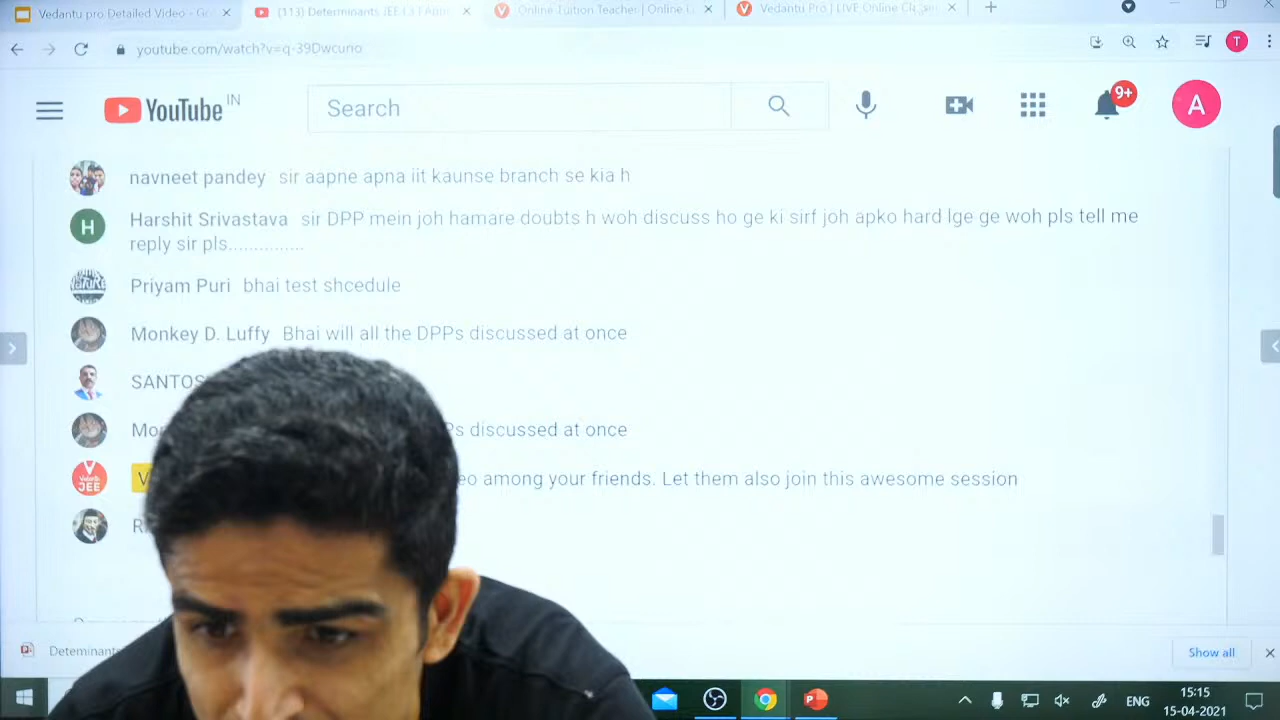 Vedantu pro Detailed Video - Go
(113) Determinants JEE
Online Tuition Teacher | Online
Vedantu Pro | LIVE Online
youtube.com/watch?v=q-39Dwcuno
T
YouTube IN
Search
9+
A
navneet pandey sir aapne apna iit kaunse branch se kia h
H
Harshit Srivastava sir DPP mein joh hamare doubts h woh discuss ho ge ki sirf joh apko hard lge ge woh pls tell me
reply sir pls..............
Priyam Puri bhai test shcedule
Monkey D. Luffy Bhai will all the DPPs discussed at once
SANTOS
discussed at once
among your friends. Let them also join this awesome session
Vedantu
JEE
Determinants
Show all
ENG
15:15
15-04-2021